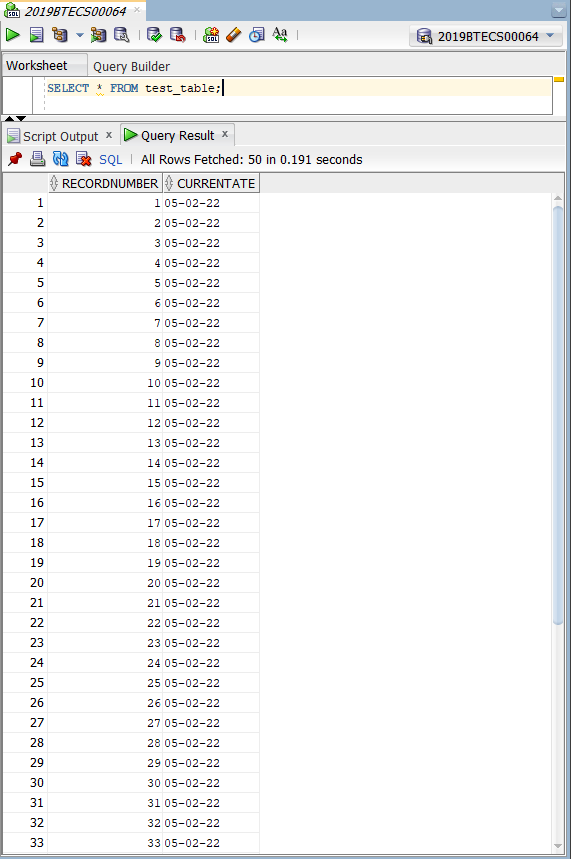 2019BTECS00064
2019BTECS00064
Worksheet Query Builder
SELECT * FROM test_table;
Script Output x Query Result x
SQL All Rows Fetched: 50 in 0.191 seconds
RECORDNUMBER CURRENTATE
1 1 05-02-22
2 2 05-02-22
3 3 05-02-22
4 4 05-02-22
5 5 05-02-22
6 6 05-02-22
7 7 05-02-22
8 8 05-02-22
9 9 05-02-22
10 10 05-02-22
11 11 05-02-22
12 12 05-02-22
13 13 05-02-22
14 14 05-02-22
15 15 05-02-22
16 16 05-02-22
17 17 05-02-22
18 18 05-02-22
19 19 05-02-22
20 20 05-02-22
21 21 05-02-22
22 22 05-02-22
23 23 05-02-22
24 24 05-02-22
25 25 05-02-22
26 26 05-02-22
27 27 05-02-22
28 28 05-02-22
29 29 05-02-22
30 30 05-02-22
31 31 05-02-22
32 32 05-02-22
33 33 05-02-22